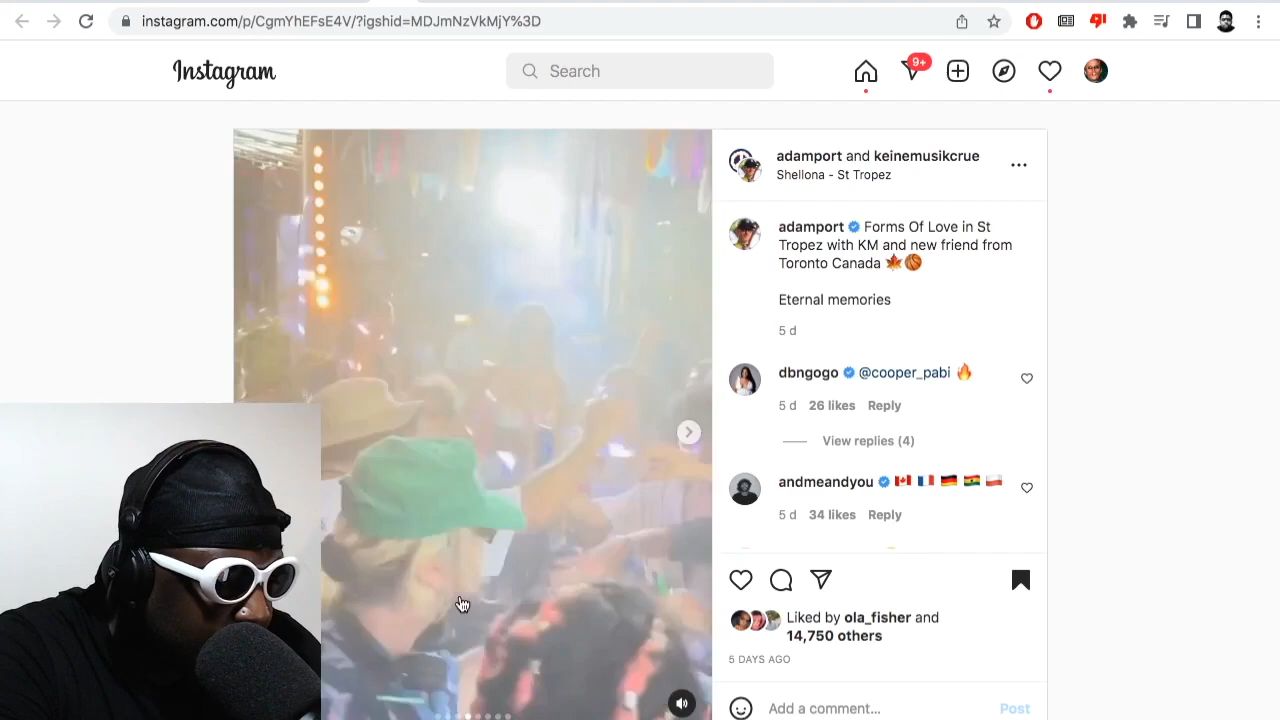 instagram.com/p/CgmYhEFsE4V/?igshid=MDJmNzVkMjY%3D
Instagram
Search
9+
adamport and keinemusikcrue
Shellona - St Tropez
adamport Forms Of Love in St
Tropez with KM and new friend from
Toronto Canada 🍁🏀
Eternal memories
5 d
dbngogo @cooper_pabi 🔥
5 d 26 likes Reply
View replies (4)
andmeandyou 🇨🇦 🇫🇷 🇩🇪 🇬🇭 🇵🇱
5 d 34 likes Reply
Liked by ola_fisher and
14,750 others
5 DAYS AGO
Add a comment...
Post